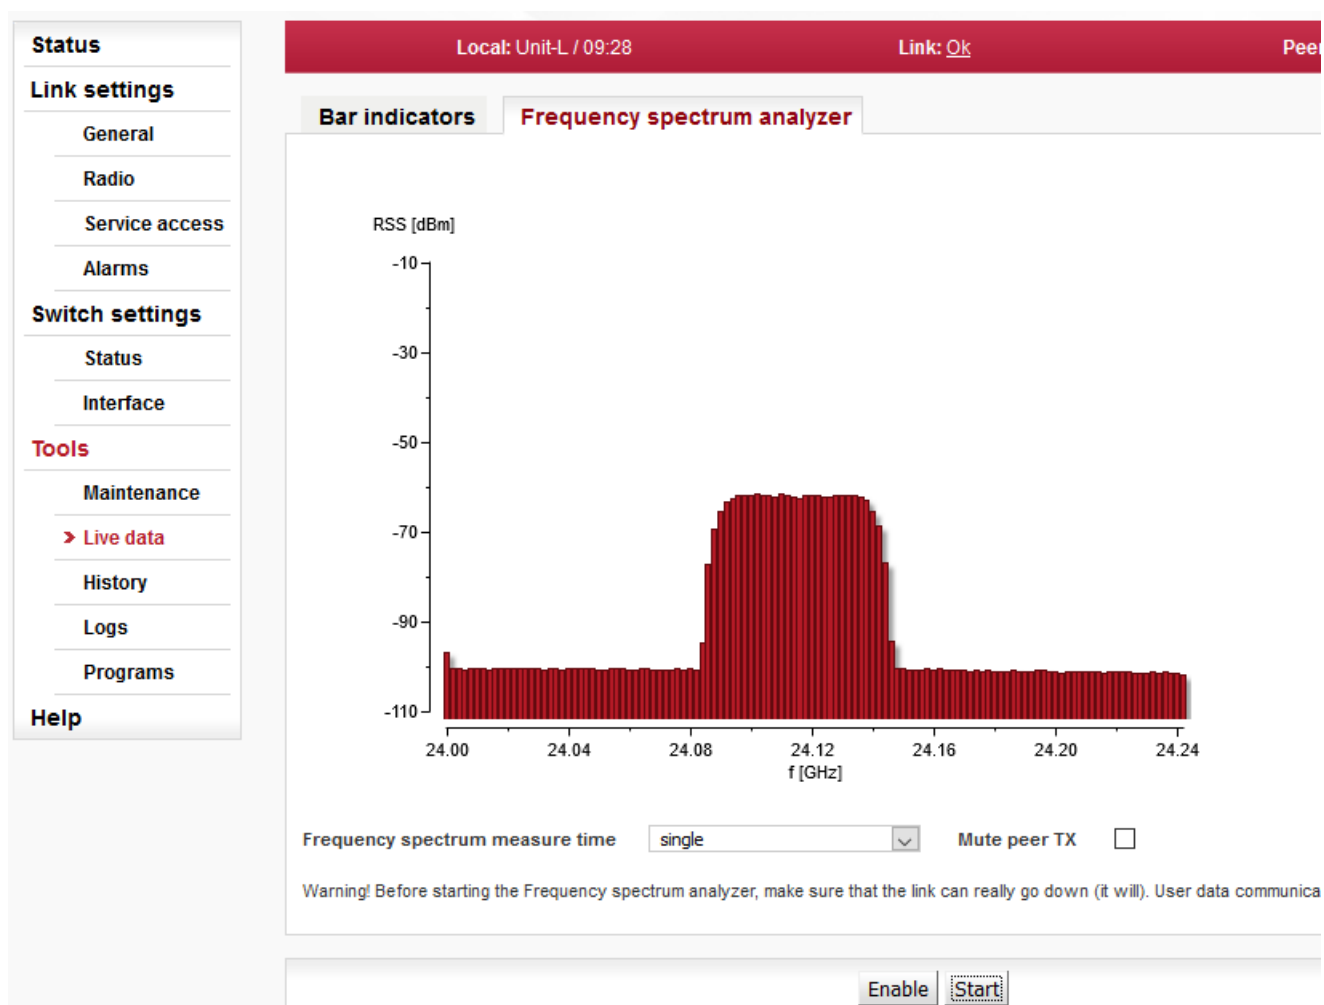 Status
Link settings
General
Radio
Service access
Alarms
Switch settings
Status
Interface
Tools
Maintenance
Live data
History
Logs
Programs
Help
Local: Unit-L / 09:28 Link: Ok Peer
Bar indicators Frequency spectrum analyzer
RSS [dBm]
-10
-30
-50
-70
-90
-110
24.00 24.04 24.08 24.12 24.16 24.20 24.24
f [GHz]
Frequency spectrum measure time single Mute peer TX
Warning! Before starting the Frequency spectrum analyzer, make sure that the link can really go down (it will). User data communica
Enable Start